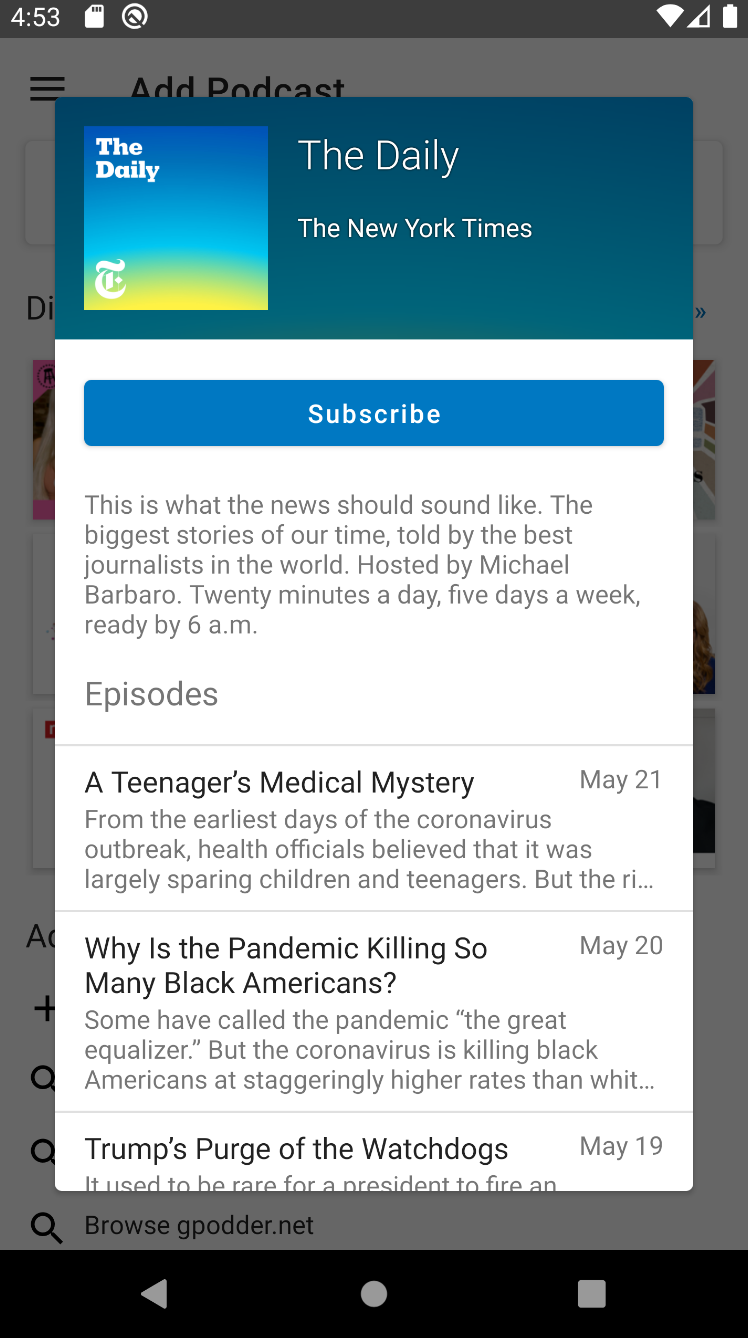 4:53
Add Podcast
The
Daily
The Daily
The New York Times
»
Subscribe
This is what the news should sound like. The
biggest stories of our time, told by the best
journalists in the world. Hosted by Michael
Barbaro. Twenty minutes a day, five days a week,
ready by 6 a.m.
Episodes
A Teenager’s Medical Mystery
May 21
From the earliest days of the coronavirus
outbreak, health officials believed that it was
largely sparing children and teenagers. But the ri…
Why Is the Pandemic Killing So
Many Black Americans?
May 20
Some have called the pandemic “the great
equalizer.” But the coronavirus is killing black
Americans at staggeringly higher rates than whit…
Trump’s Purge of the Watchdogs
May 19
It used to be rare for a president to fire an
Browse gpodder.net